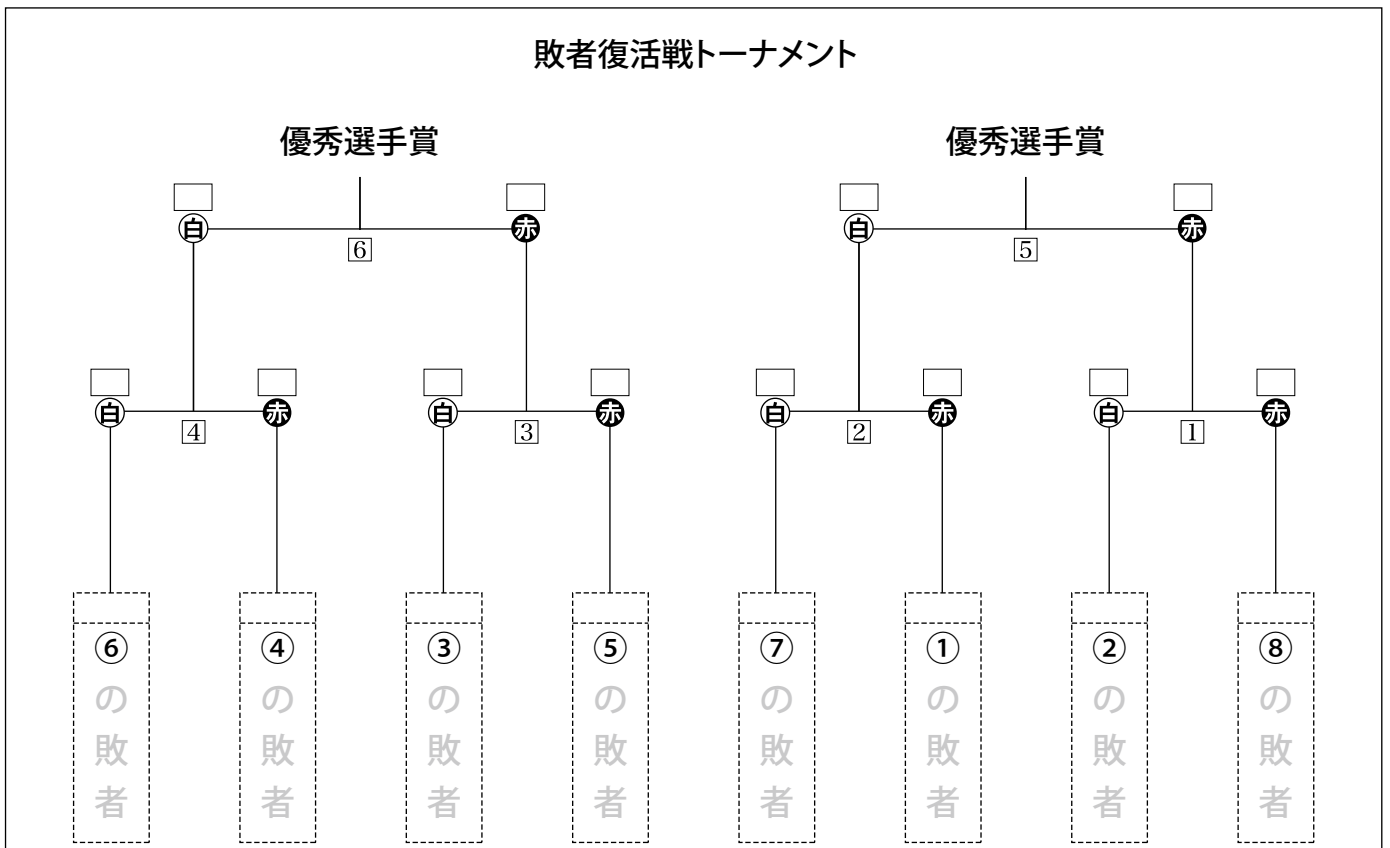 敗者復活戦トーナメント
優秀選手賞 優秀選手賞
白 赤 白 赤
6 5
白 赤 白 赤 白 赤 白 赤
4 3 2 1
⑥の敗者
④の敗者
③の敗者
⑤の敗者
⑦の敗者
①の敗者
②の敗者
⑧の敗者